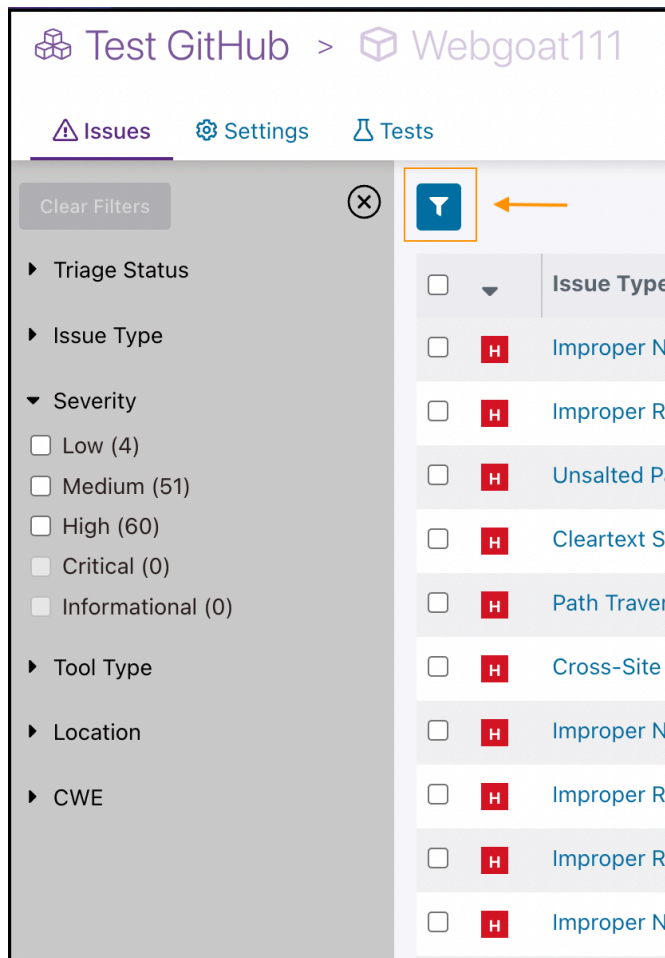 Test GitHub > Webgoat111
Issues Settings Tests
Clear Filters
Triage Status
Issue Type
Severity
Low (4)
Medium (51)
High (60)
Critical (0)
Informational (0)
Tool Type
Location
CWE
Issue Type
H Improper N
H Improper R
H Unsalted Pa
H Cleartext S
H Path Traver
H Cross-Site
H Improper N
H Improper R
H Improper R
H Improper N